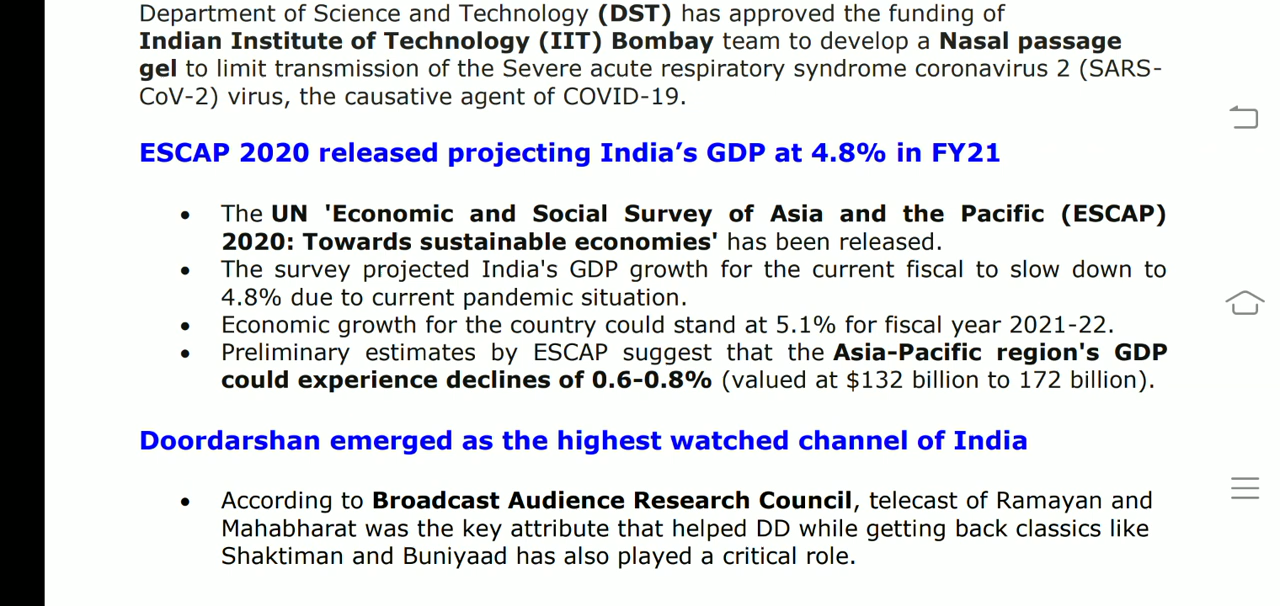 Department of Science and Technology (DST) has approved the funding of
Indian Institute of Technology (IIT) Bombay team to develop a Nasal passage
gel to limit transmission of the Severe acute respiratory syndrome coronavirus 2 (SARS-
CoV-2) virus, the causative agent of COVID-19.
ESCAP 2020 released projecting India’s GDP at 4.8% in FY21
• The UN 'Economic and Social Survey of Asia and the Pacific (ESCAP)
2020: Towards sustainable economies' has been released.
• The survey projected India's GDP growth for the current fiscal to slow down to
4.8% due to current pandemic situation.
• Economic growth for the country could stand at 5.1% for fiscal year 2021-22.
• Preliminary estimates by ESCAP suggest that the Asia-Pacific region's GDP
could experience declines of 0.6-0.8% (valued at $132 billion to 172 billion).
Doordarshan emerged as the highest watched channel of India
• According to Broadcast Audience Research Council, telecast of Ramayan and
Mahabharat was the key attribute that helped DD while getting back classics like
Shaktiman and Buniyaad has also played a critical role.